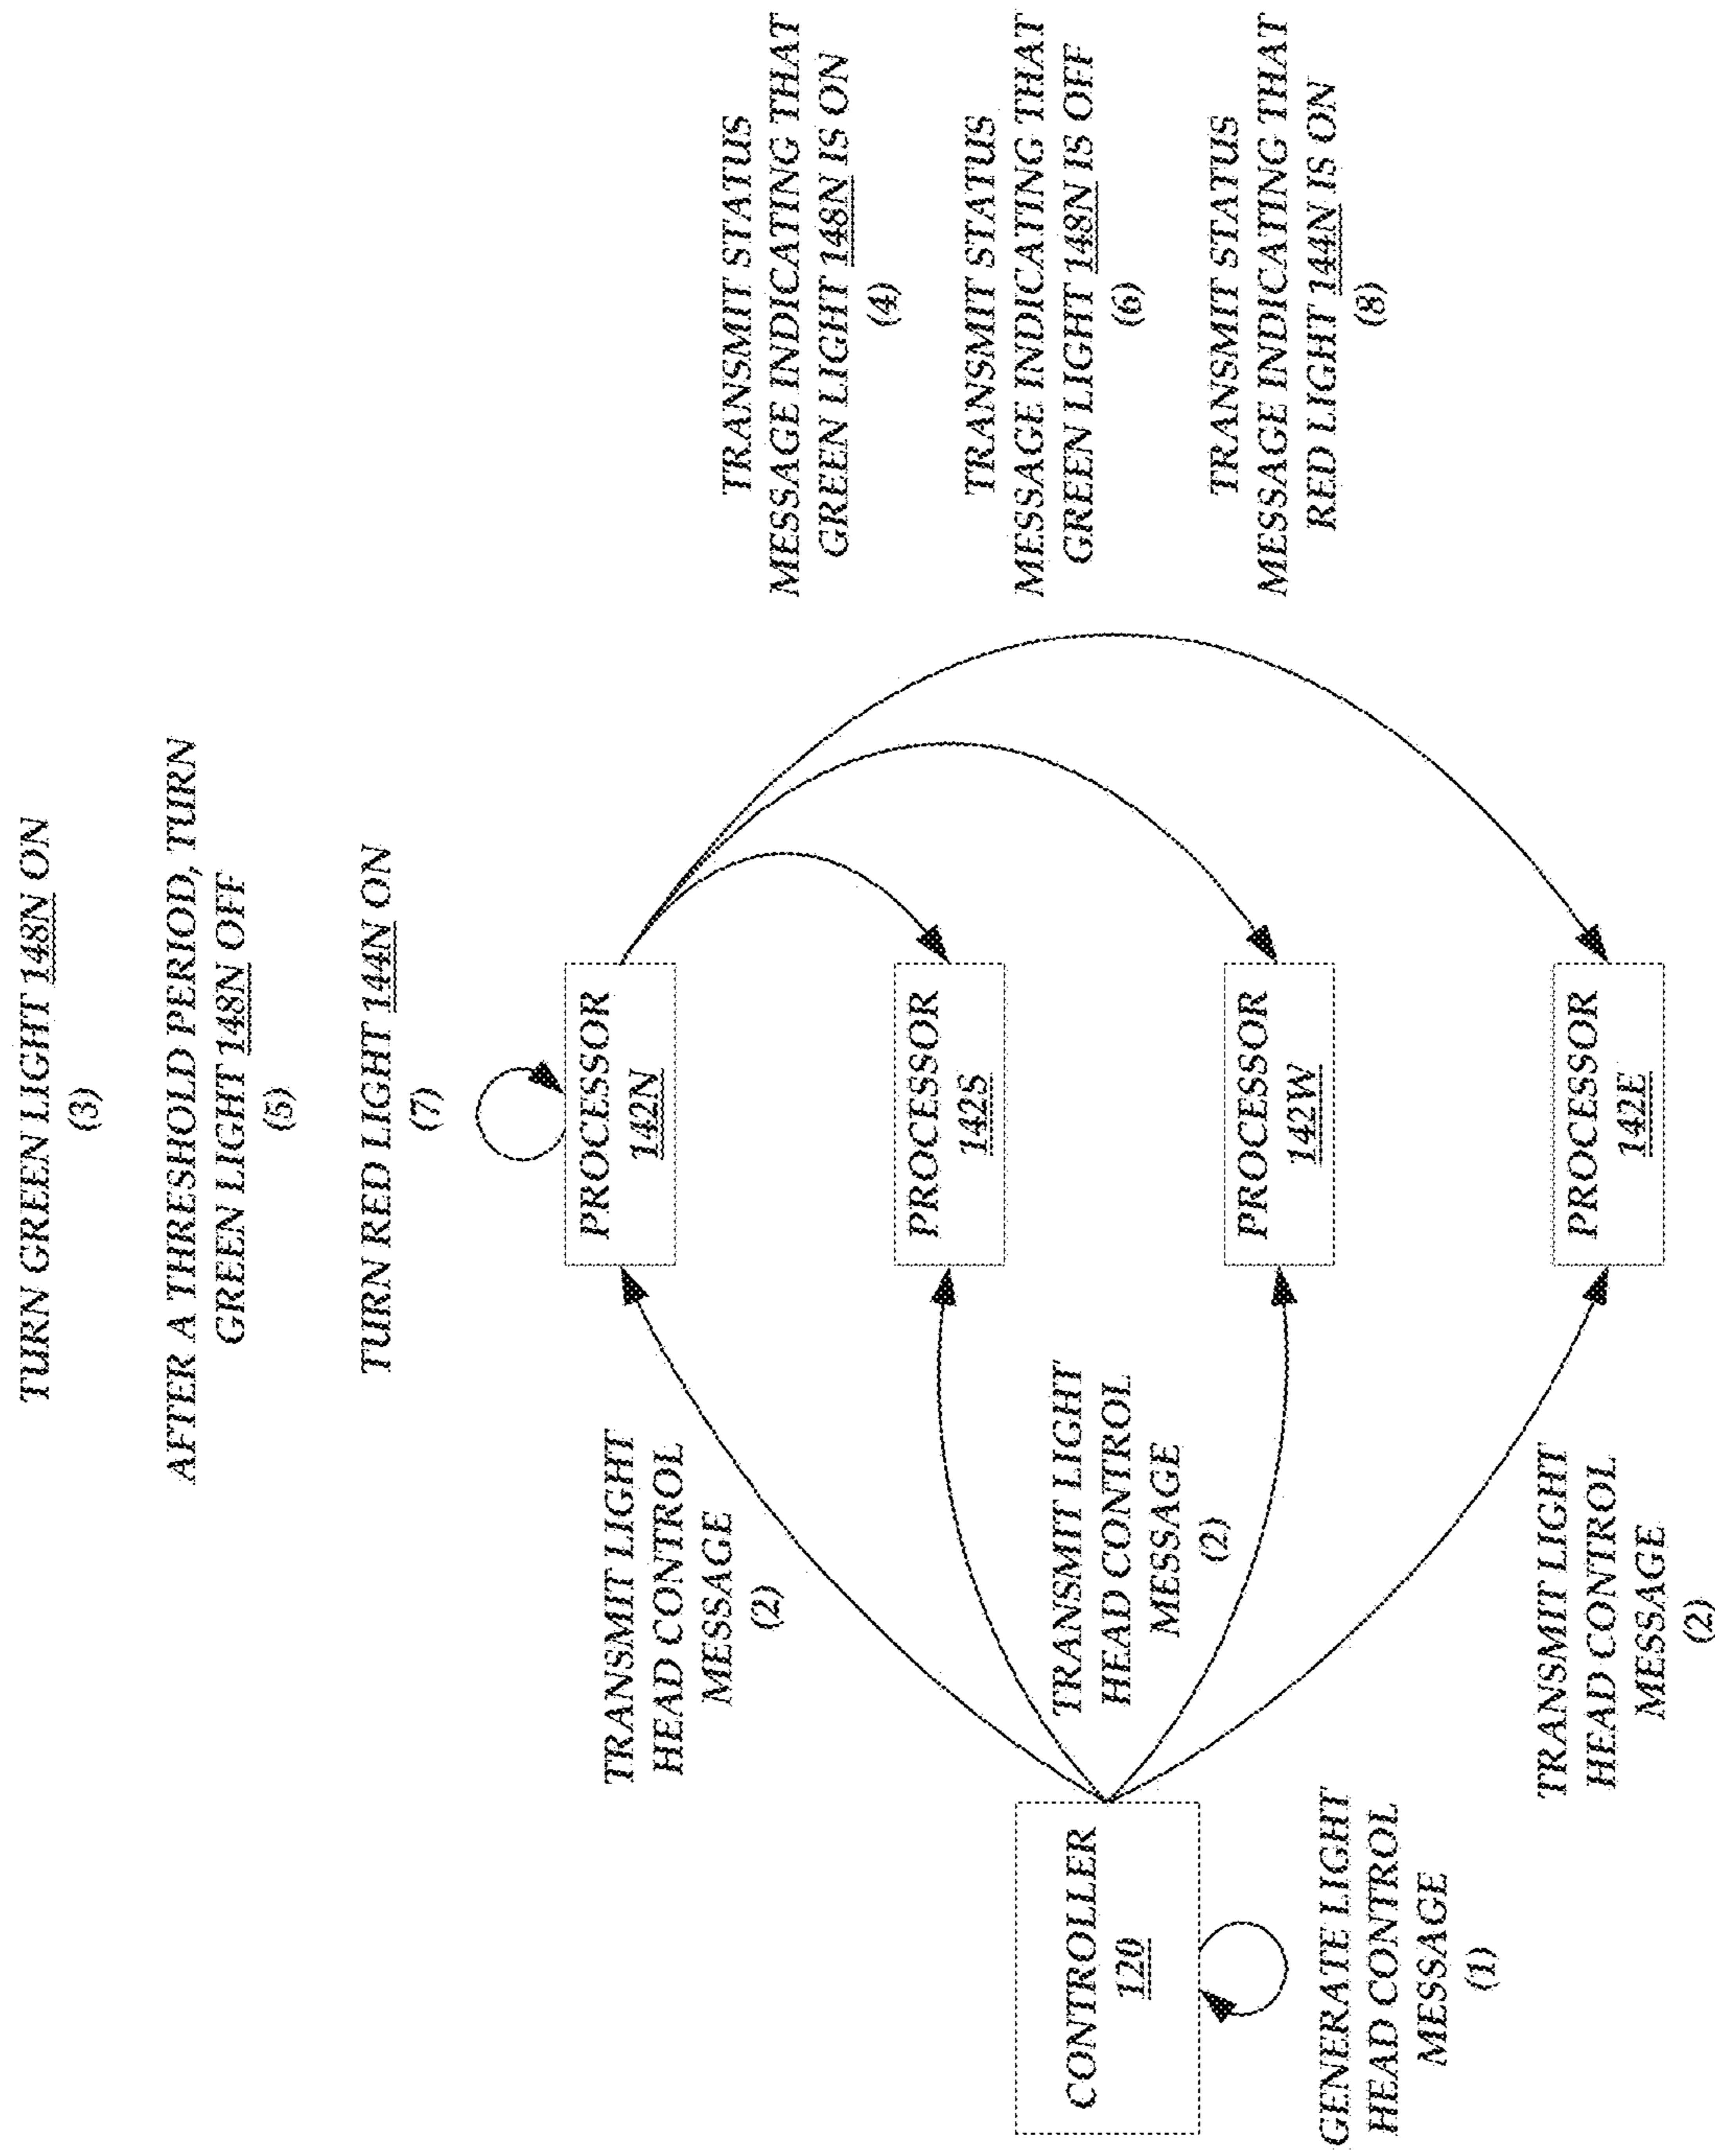 TURN GREEN LIGHT 148N ON
(3)
AFTER A THRESHOLD PERIOD, TURN
GREEN LIGHT 148N OFF
(5)
TURN RED LIGHT 144N ON
(7)
TRANSMIT LIGHT
HEAD CONTROL
MESSAGE
(2)
PROCESSOR
142N
TRANSMIT STATUS
MESSAGE INDICATING THAT
GREEN LIGHT 148N IS ON
(4)
PROCESSOR
142S
TRANSMIT STATUS
MESSAGE INDICATING THAT
GREEN LIGHT 148N IS OFF
(6)
CONTROLLER
120
TRANSMIT LIGHT
HEAD CONTROL
MESSAGE
(2)
PROCESSOR
142W
TRANSMIT STATUS
MESSAGE INDICATING THAT
RED LIGHT 144N IS ON
(8)
GENERATE LIGHT
HEAD CONTROL
MESSAGE
(1)
TRANSMIT LIGHT
HEAD CONTROL
MESSAGE
(2)
PROCESSOR
142E